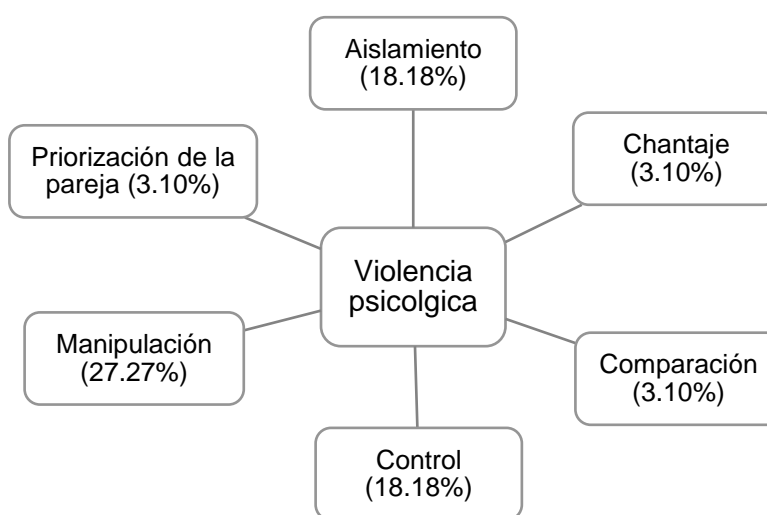 Aislamiento
(18.18%)
Chantaje
(3.10%)
Priorización de la
pareja (3.10%)
Violencia
psicolgica
Manipulación
(27.27%)
Comparación
(3.10%)
Control
(18.18%)